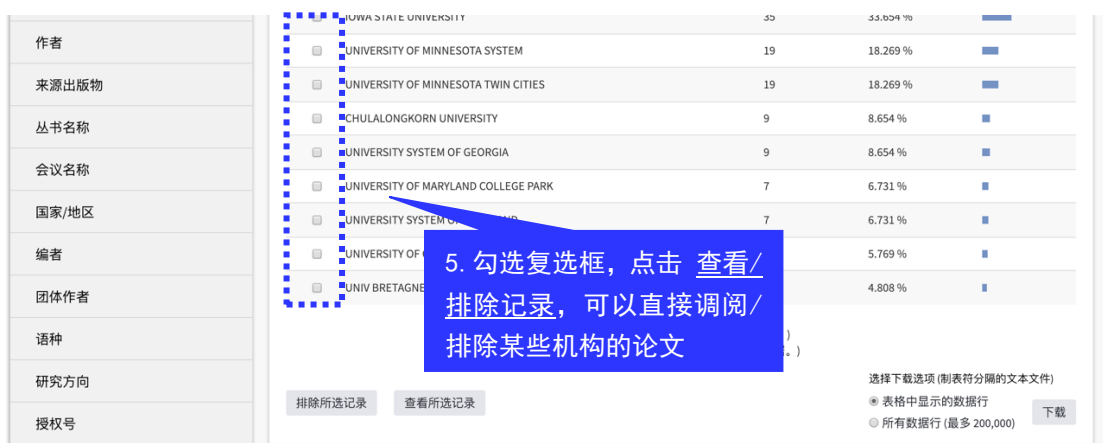 作者
来源出版物
丛书名称
会议名称
国家/地区
编者
团体作者
语种
研究方向
授权号
IOWA STATE UNIVERSITY 35 33.654 %
UNIVERSITY OF MINNESOTA SYSTEM 19 18.269 %
UNIVERSITY OF MINNESOTA TWIN CITIES 19 18.269 %
CHULALONGKORN UNIVERSITY 9 8.654 %
UNIVERSITY SYSTEM OF GEORGIA 9 8.654 %
UNIVERSITY OF MARYLAND COLLEGE PARK 7 6.731 %
UNIVERSITY SYSTEM 7 6.731 %
UNIVERSITY OF 5.769 %
UNIV BRETAGNE 4.808 %
5. 勾选复选框，点击 查看/
排除记录，可以直接调阅/
排除某些机构的论文
)
。)
排除所选记录 查看所选记录
选择下载选项 (制表符分隔的文本文件)
表格中显示的数据行
所有数据行 (最多 200,000)
下载